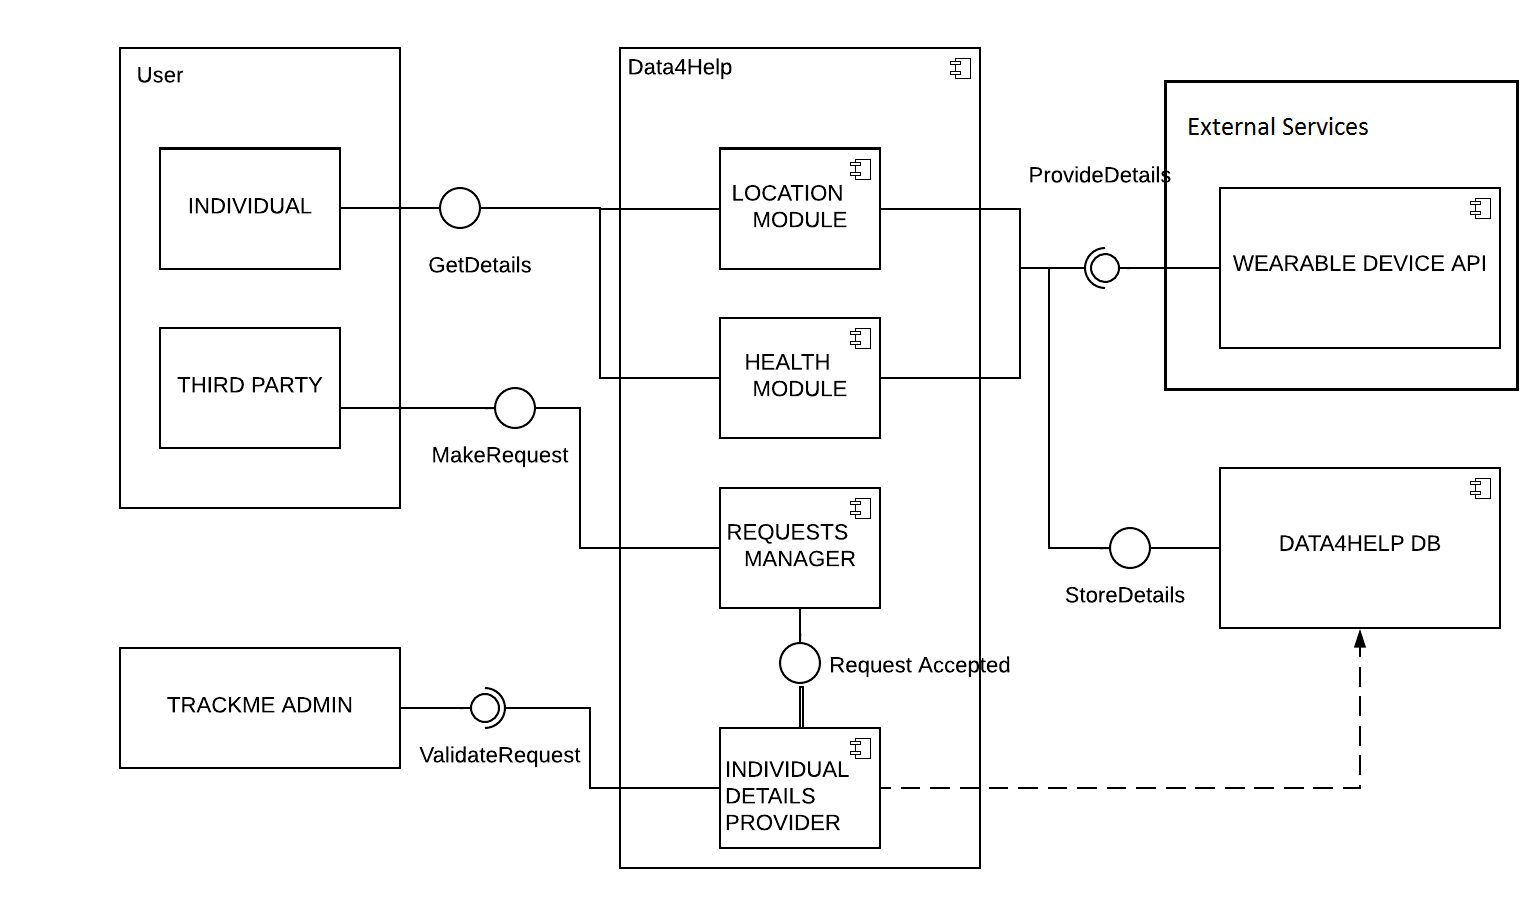 User
INDIVIDUAL
THIRD PARTY
GetDetails
MakeRequest
TRACKME ADMIN
ValidateRequest
Data4Help
LOCATION
MODULE
HEALTH
MODULE
REQUESTS
MANAGER
Request Accepted
INDIVIDUAL
DETAILS
PROVIDER
ProvideDetails
External Services
WEARABLE DEVICE API
DATA4HELP DB
StoreDetails